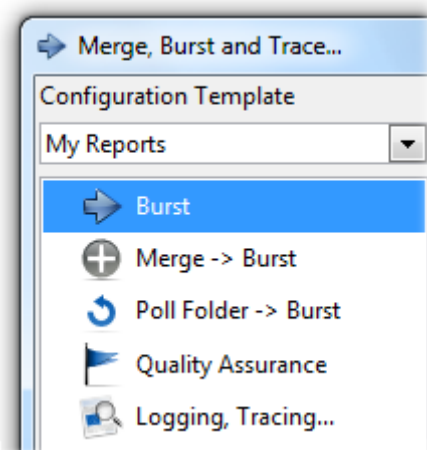 Merge, Burst and Trace...
Configuration Template
My Reports
Burst
Merge -> Burst
Poll Folder -> Burst
Quality Assurance
Logging, Tracing...